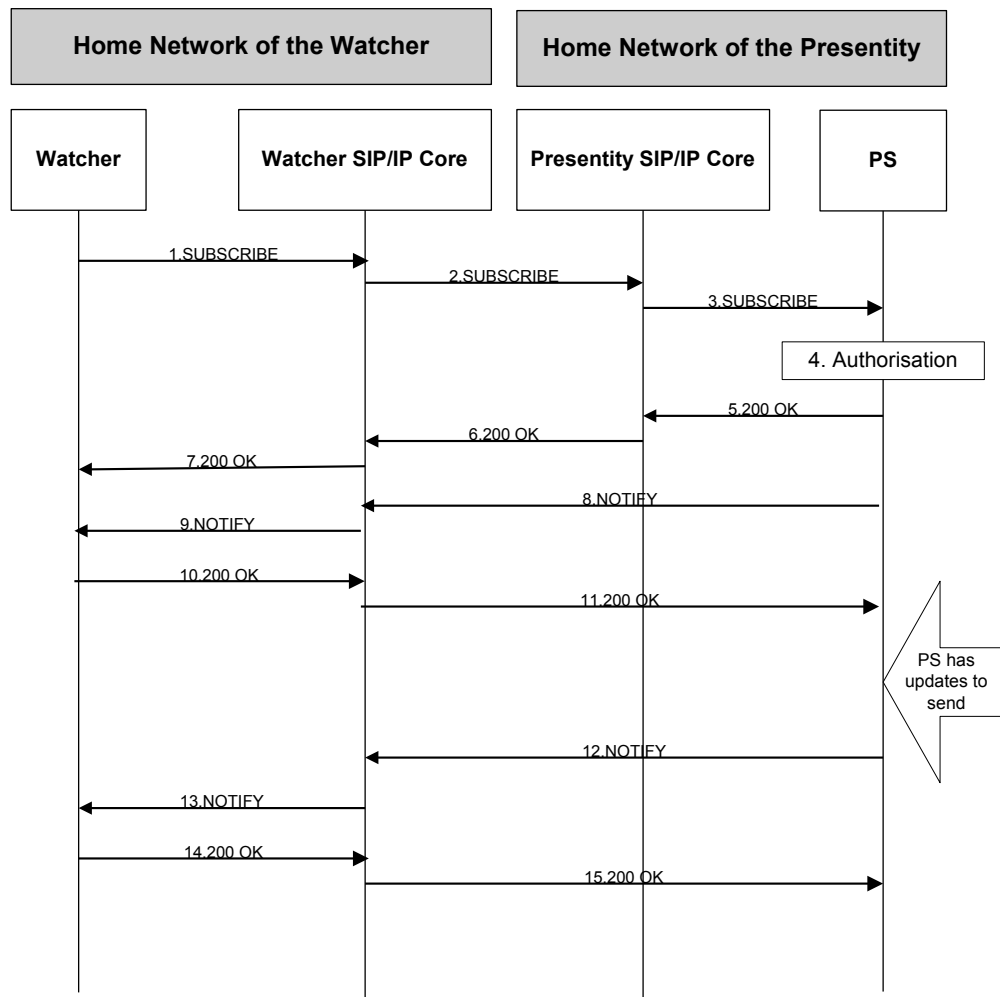 Home Network of the Watcher
Home Network of the Presentity
Watcher
Watcher SIP/IP Core
Presentity SIP/IP Core
PS
1.SUBSCRIBE
2.SUBSCRIBE
3.SUBSCRIBE
4. Authorisation
5.200 OK
6.200 OK
7.200 OK
8.NOTIFY
9.NOTIFY
10.200 OK
11.200 OK
PS has
updates to
send
12.NOTIFY
13.NOTIFY
14.200 OK
15.200 OK